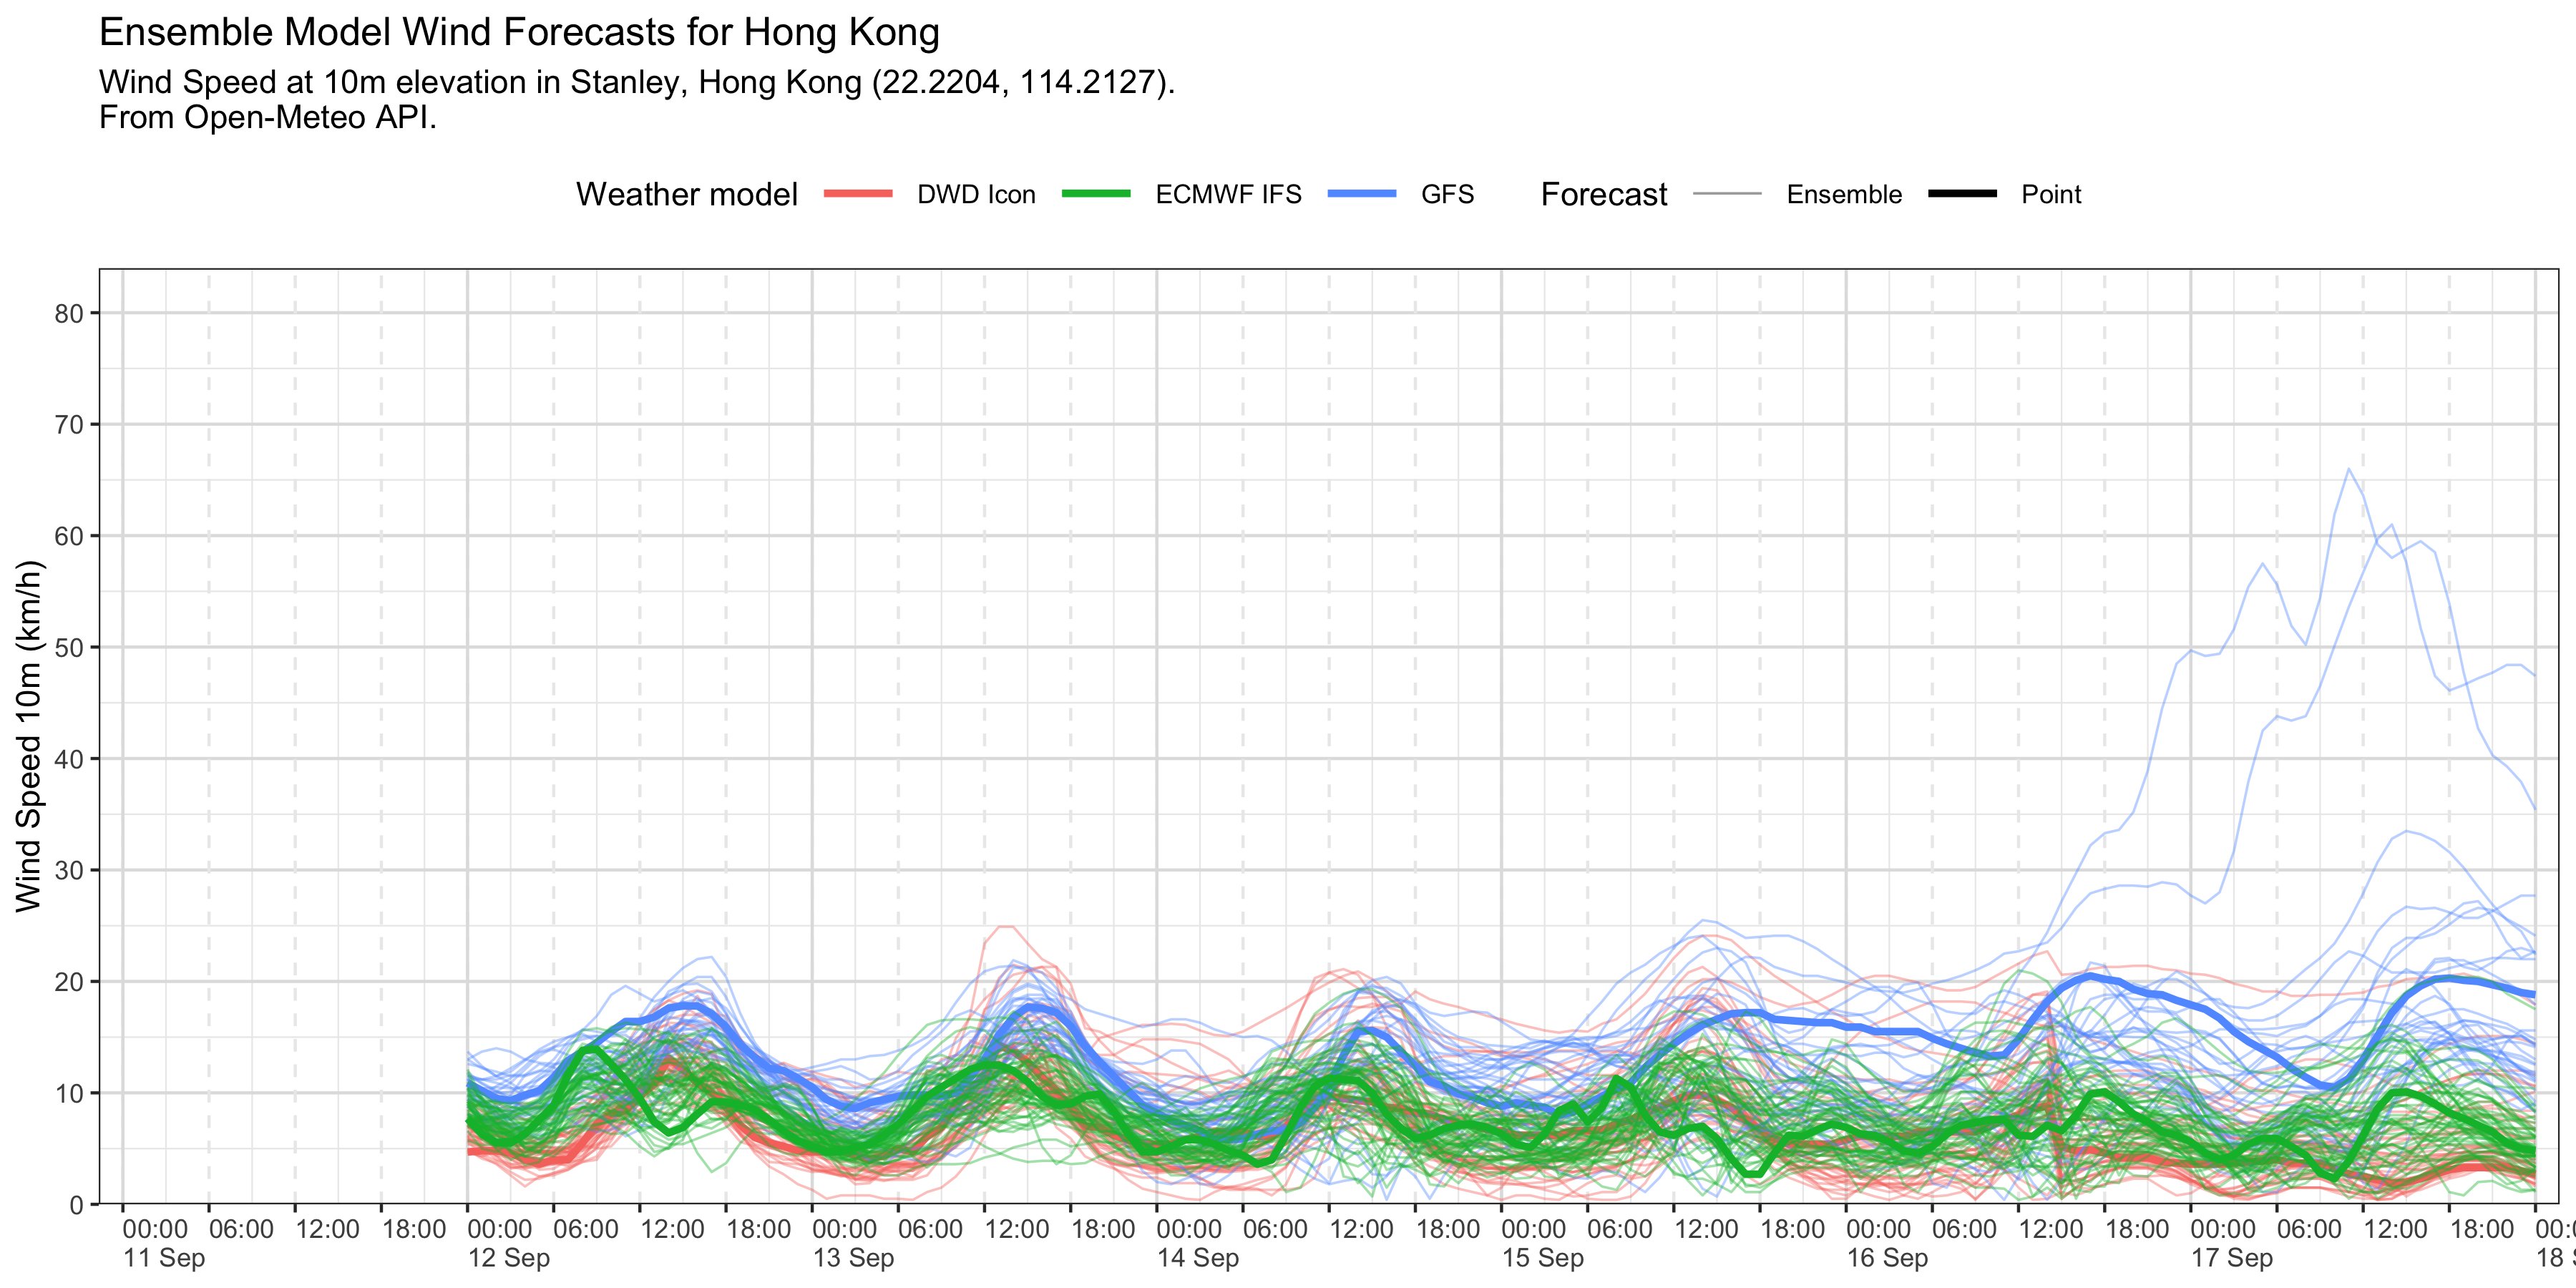 Ensemble Model Wind Forecasts for Hong Kong
Wind Speed at 10m elevation in Stanley, Hong Kong (22.2204, 114.2127).
From Open-Meteo API.
Weather model DWD Icon ECMWF IFS GFS Forecast Ensemble Point
80
70
60
50
40
30
20
10
0
Wind Speed 10m (km/h)
00:00 06:00 12:00 18:00 00:00 06:00 12:00 18:00 00:00 06:00 12:00 18:00 00:00 06:00 12:00 18:00 00:00 06:00 12:00 18:00 00:00 06:00 12:00 18:00 00:00 06:00 12:00 18:00 00:0
11 Sep 12 Sep 13 Sep 14 Sep 15 Sep 16 Sep 17 Sep 18 S